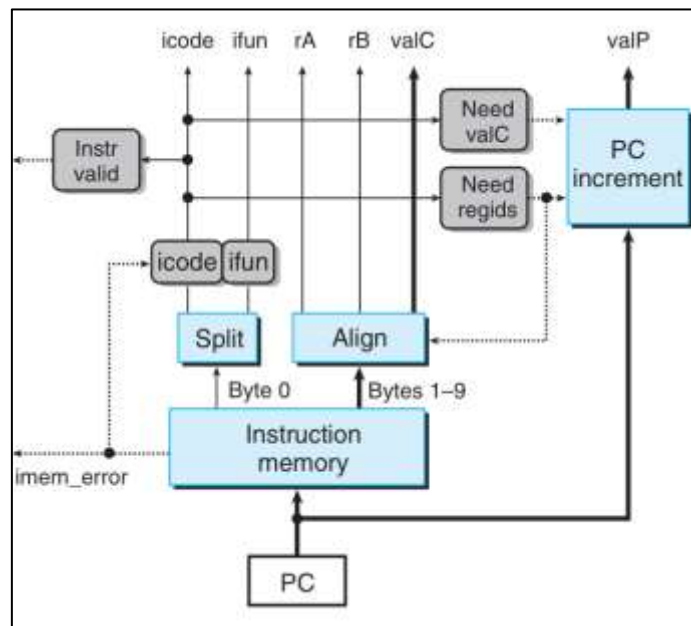 icode ifun rA rB valC valP
Need
valC
PC
increment
Instr
valid
Need
regids
icode ifun
Split
Align
Byte 0
Bytes 1–9
Instruction
memory
imem_error
PC